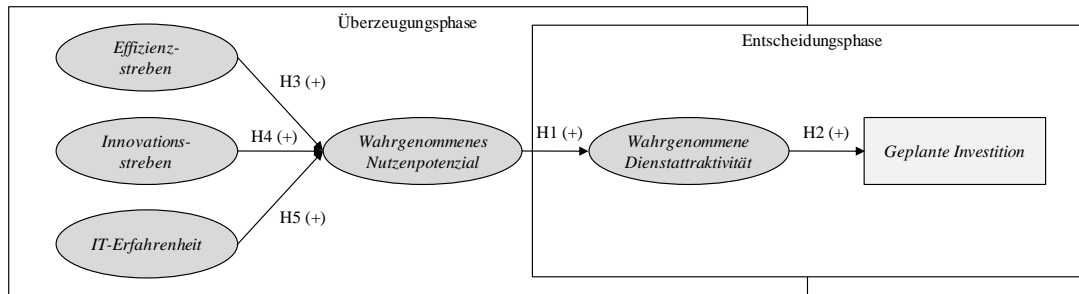 Überzeugungsphase
Entscheidungsphase
Effizienz-
streben
H3 (+)
Innovations-
streben
H4 (+)
Wahrgenommenes
Nutzenpotenzial
H1 (+)
Wahrgenommene
Dienstattraktivität
H2 (+)
Geplante Investition
H5 (+)
IT-Erfahrenheit